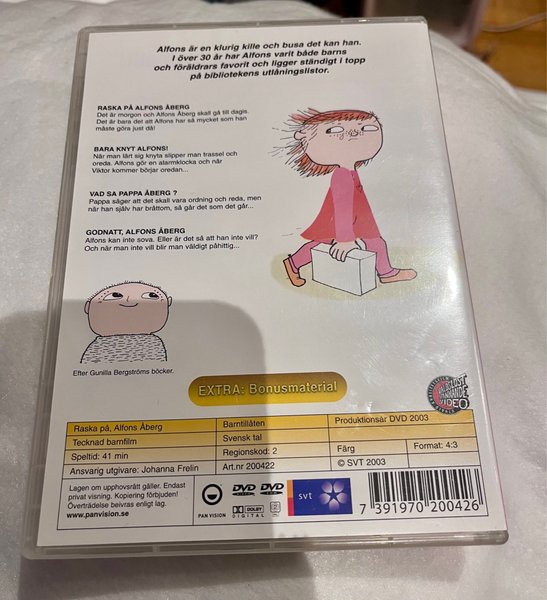 Alfons är en klurig kille och busa det kan han.
I över 30 år har Alfons varit både barns
och föräldrars favorit och ligger ständigt i topp
på bibliotekens utlåningslistor.
RASKA PÅ ALFONS ÅBERG
Det är morgon och Alfons Åberg skall gå till dagis.
Det är bara det att Alfons har så mycket som han
måste göra just då!
BARA KNYT ALFONS!
När man lärt sig knyta slipper man trassel och
oreda. Alfons gör en alarmklocka och när
Viktor kommer börjar oredan...
VAD SA PAPPA ÅBERG ?
Pappa säger att det skall vara ordning och reda, men
när han själv har bråttom, så går det som det går...
GODNATT, ALFONS ÅBERG
Alfons kan inte sova. Eller är det så att han inte vill?
Och när man inte vill blir man väldigt påhittig...
Efter Gunilla Bergströms böcker.
EXTRA: Bonusmaterial
Raska på, Alfons Åberg
Barntillåten
Produktionsår DVD 2003
Tecknad barnfilm
Svensk tal
Speltid: 41 min
Regionskod: 2
Färg
Format: 4:3
Ansvarig utgivare: Johanna Frelin
Art.nr 200422
© SVT 2003
Lagen om upphovsrätt gäller. Endast
privat visning. Kopiering förbjuden!
Överträdelse beivras enligt lag.
www.panvision.se
PAN VISION
DVD DVD
DOLBY
DIGITAL
svt
7 391970 200426
VIDEO